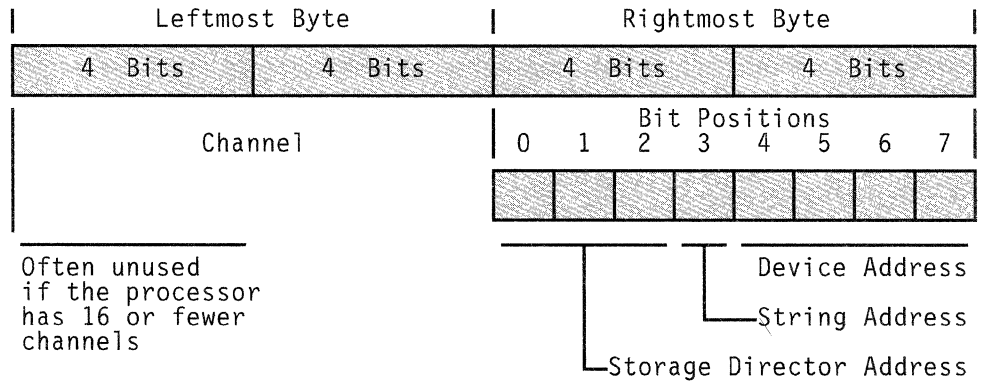 Leftmost Byte Rightmost Byte
4 Bits 4 Bits 4 Bits 4 Bits
Bit Positions
Channel 0 1 2 3 4 5 6 7
Often unused
if the processor
has 16 or fewer
channels
Device Address
String Address
Storage Director Address